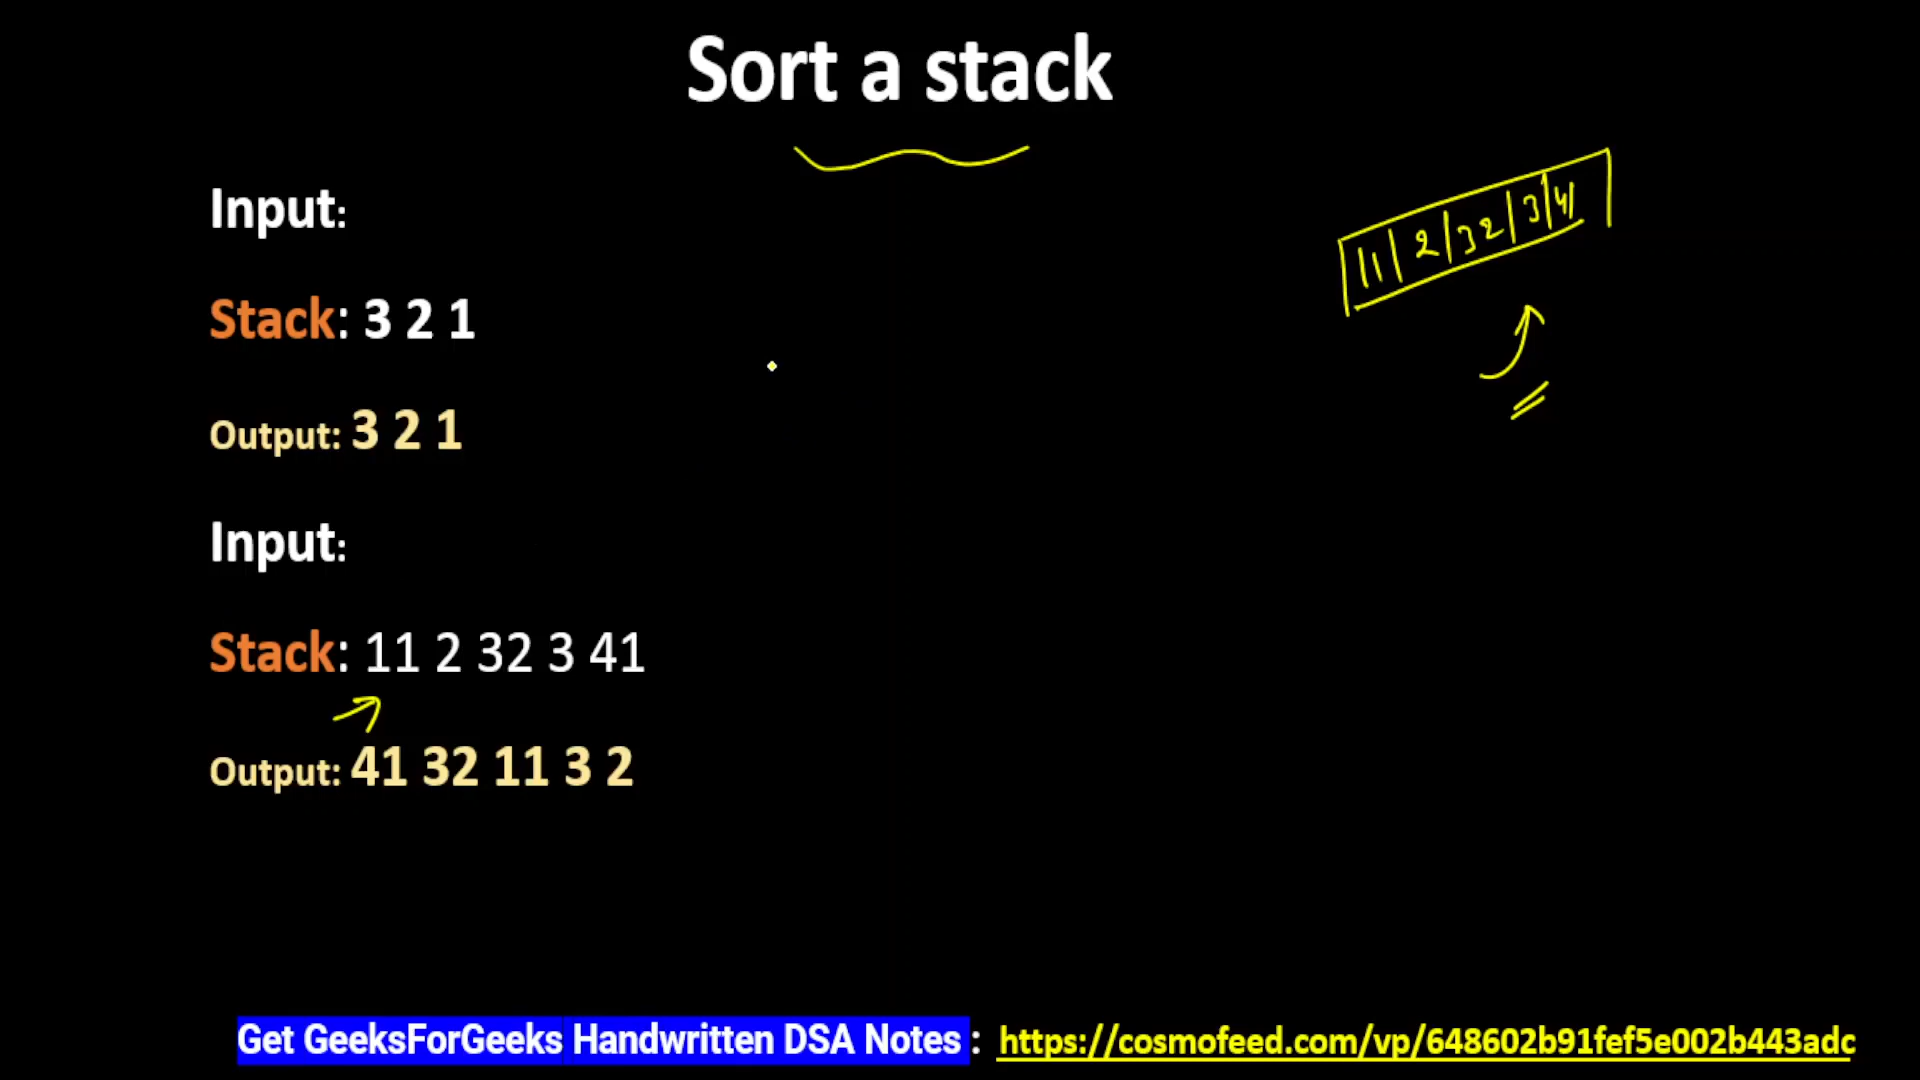 Sort a stack
Input:
Stack: 3 2 1
Output: 3 2 1
Input:
Stack: 11 2 32 3 41
Output: 41 32 11 3 2
11 2 32 3 41
Get GeeksForGeeks Handwritten DSA Notes : https://cosmofeed.com/vp/648602b91fef5e002b443adc